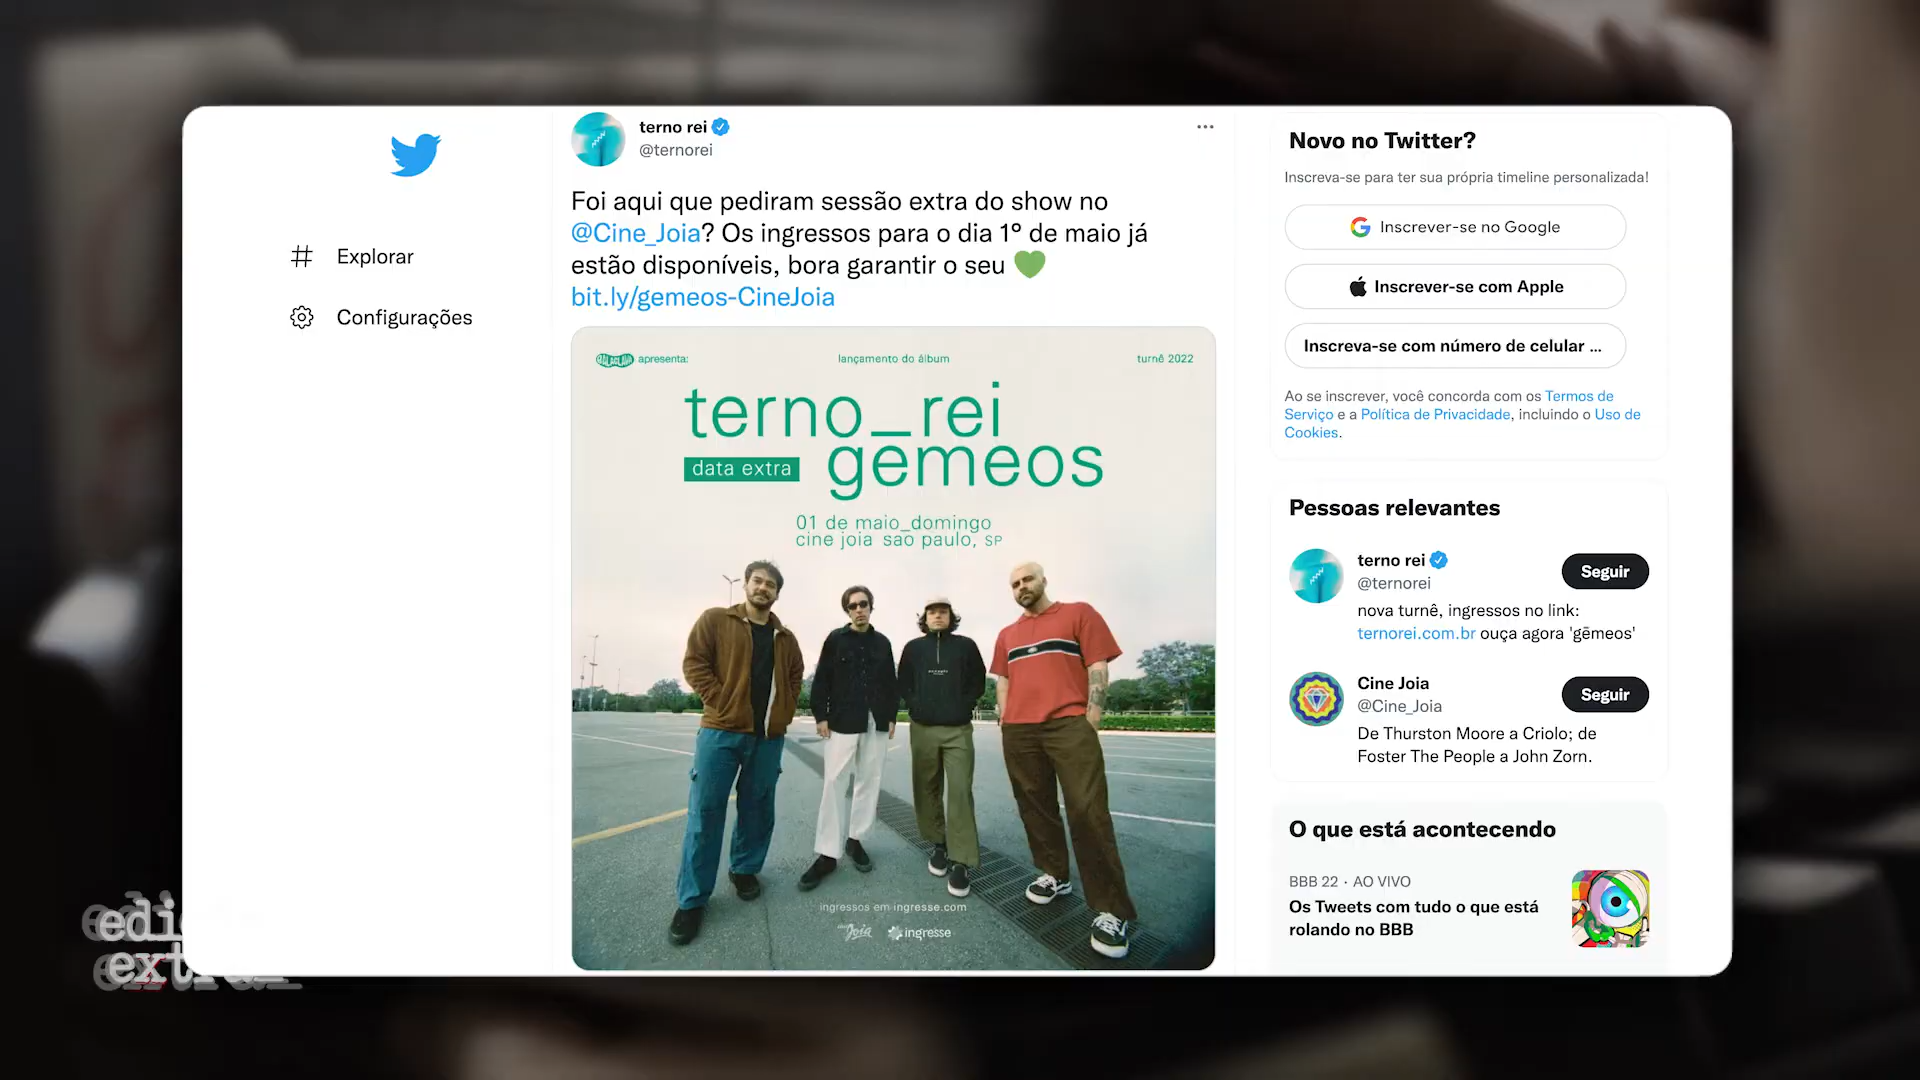 Explorar
Configurações
terno rei
@ternorei
Foi aqui que pediram sessão extra do show no
@Cine_Joia? Os ingressos para o dia 1º de maio já
estão disponíveis, bora garantir o seu 💚
bit.ly/gemeos-CineJoia
apresenta:
lançamento do álbum
turnê 2022
terno_rei
data extra gêmeos
01 de maio_domingo
cine joia sao paulo, SP
ingressos em ingresse.com
Joia ingresse
Novo no Twitter?
Inscreva-se para ter sua própria timeline personalizada!
Inscrever-se no Google
Inscrever-se com Apple
Inscreva-se com número de celular ...
Ao se inscrever, você concorda com os Termos de
Serviço e a Política de Privacidade, incluindo o Uso de
Cookies.
Pessoas relevantes
terno rei
@ternorei
Seguir
nova turnê, ingressos no link:
ternorei.com.br ouça agora 'gêmeos'
Cine Joia
@Cine_Joia
Seguir
De Thurston Moore a Criolo; de
Foster The People a John Zorn.
O que está acontecendo
BBB 22 · AO VIVO
Os Tweets com tudo o que está
rolando no BBB